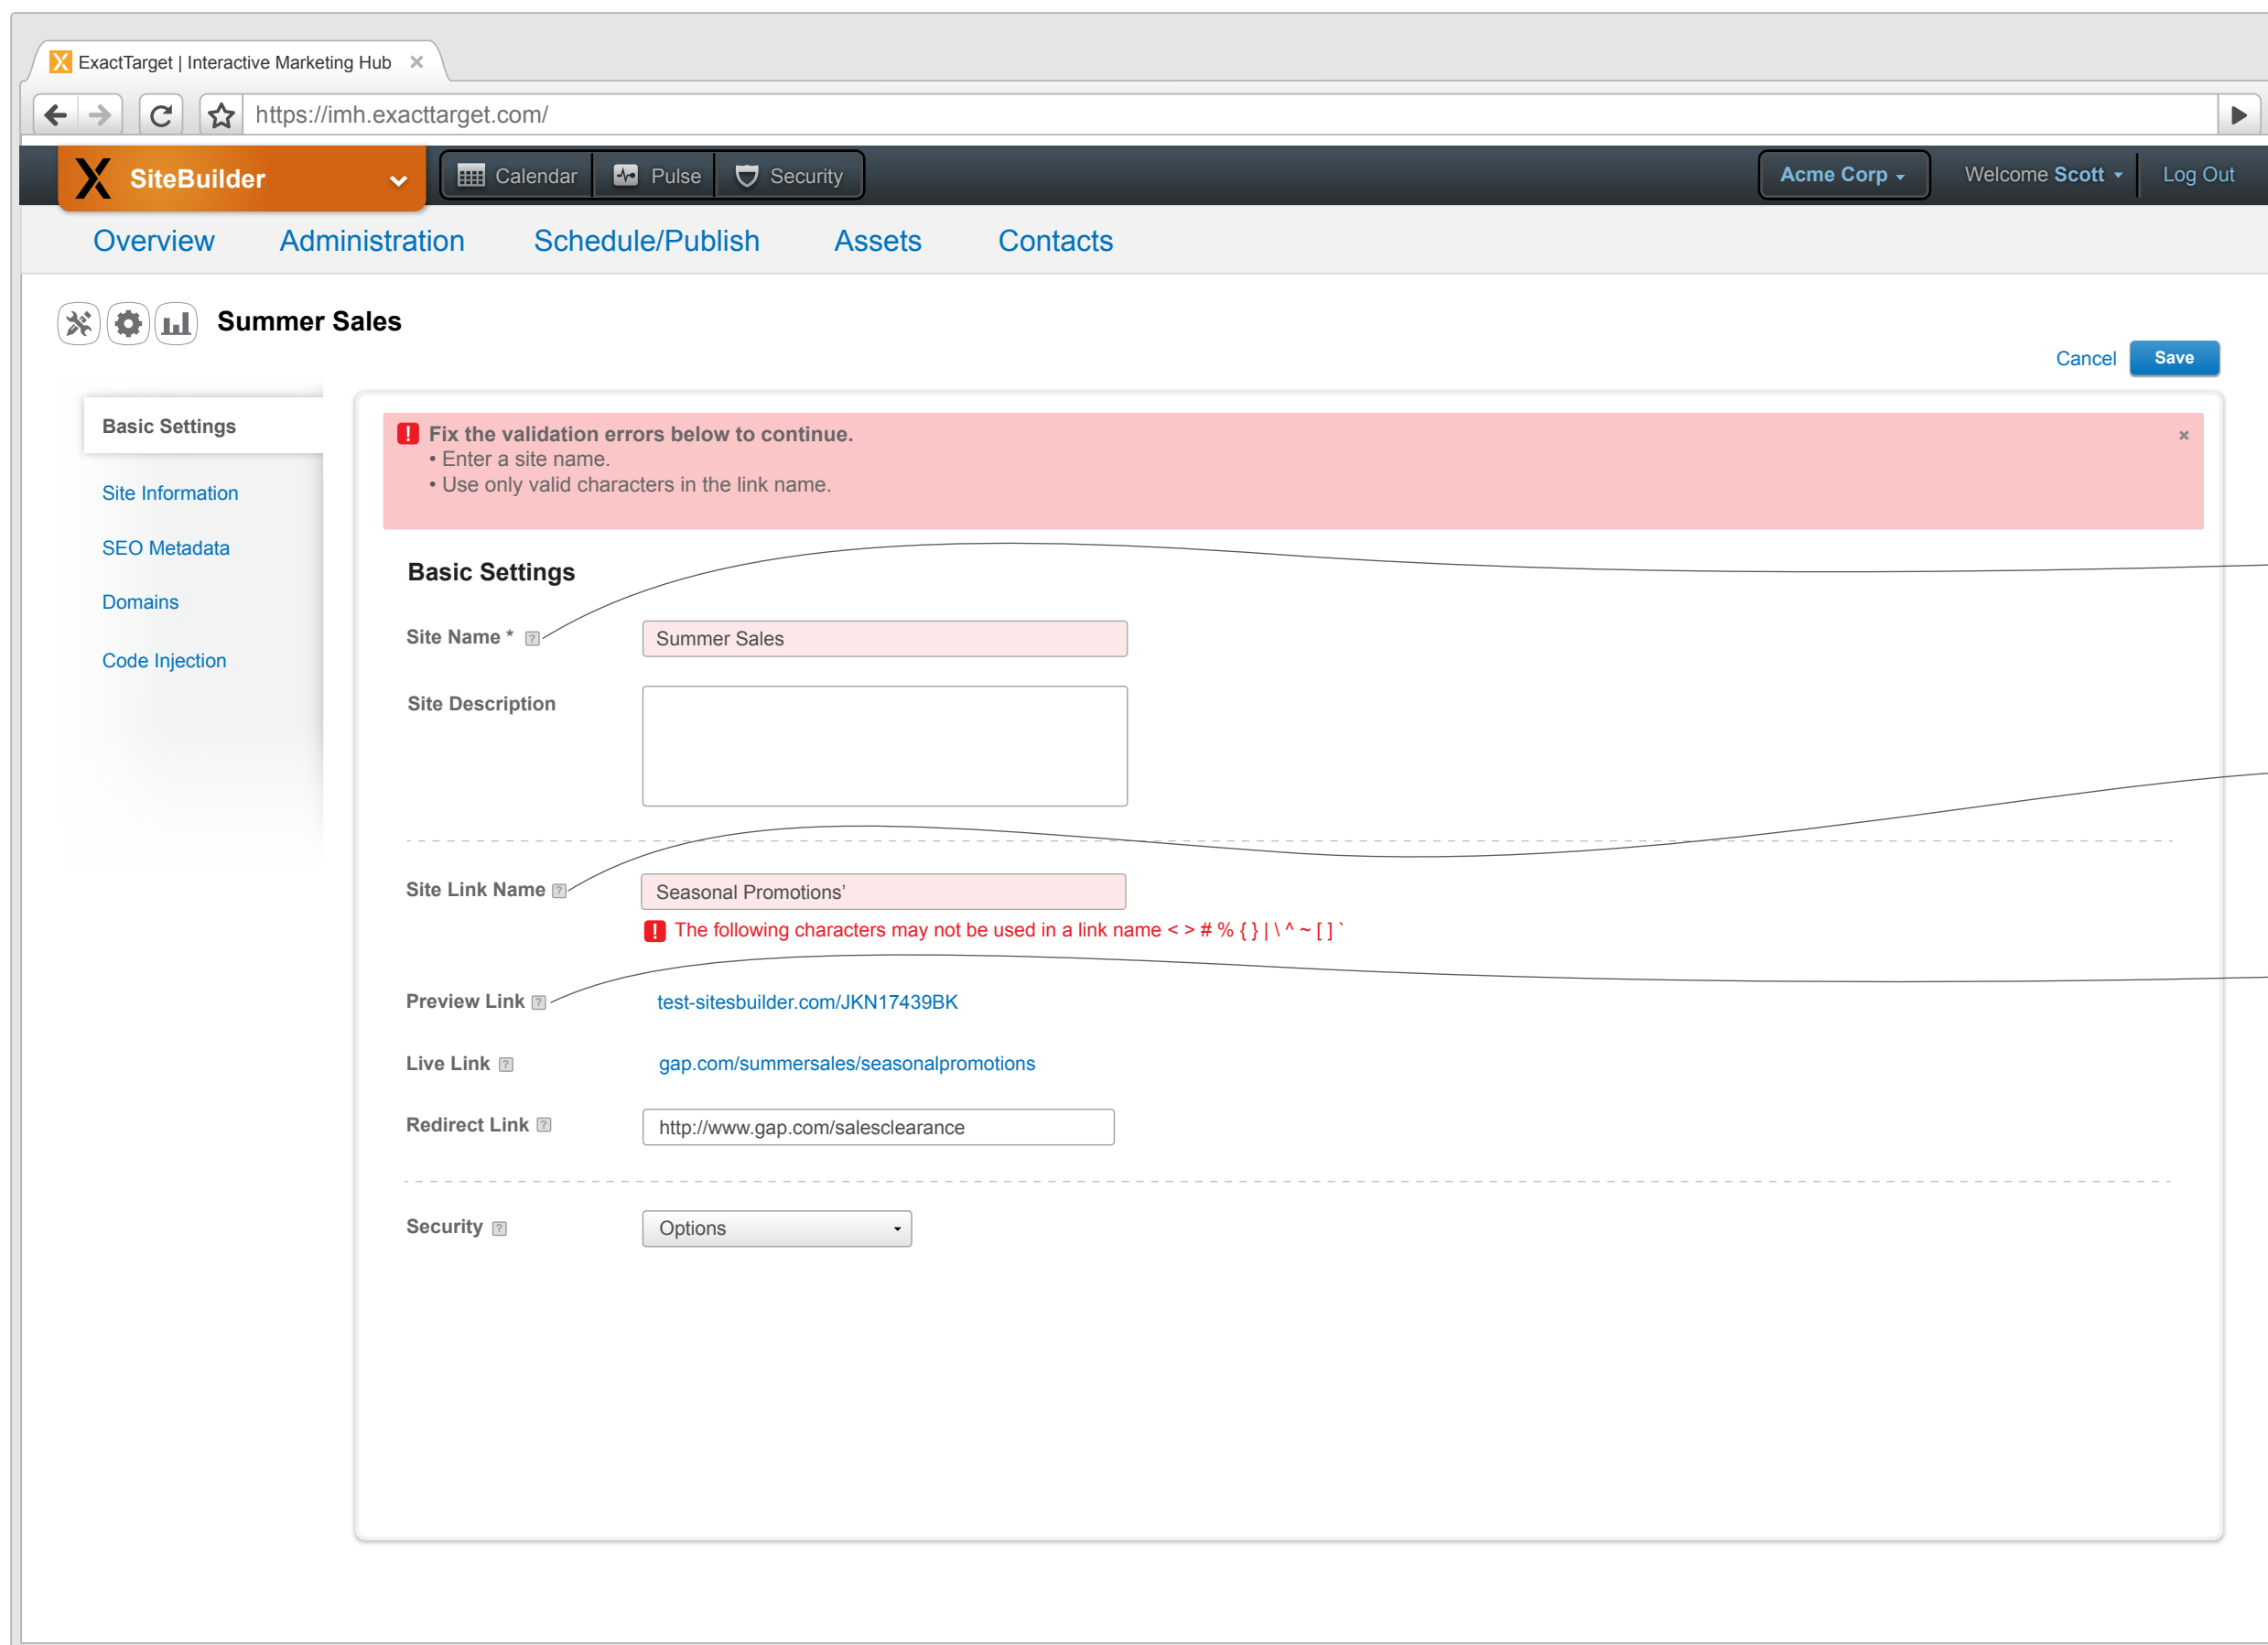 ExactTarget | Interactive Marketing Hub
https://imh.exacttarget.com/
SiteBuilder Calendar Pulse Security Acme Corp Welcome Scott Log Out
Overview Administration Schedule/Publish Assets Contacts
Summer Sales
Cancel Save
Basic Settings
Site Information
SEO Metadata
Domains
Code Injection
! Fix the validation errors below to continue.
• Enter a site name.
• Use only valid characters in the link name.
Basic Settings
Site Name * ? Summer Sales
Site Description
Site Link Name ? Seasonal Promotions’
! The following characters may not be used in a link name < > # % { } | \ ^ ~ [ ] `
Preview Link ? test-sitesbuilder.com/JKN17439BK
Live Link ? gap.com/summersales/seasonalpromotions
Redirect Link ? http://www.gap.com/salesclearance
Security ? Options